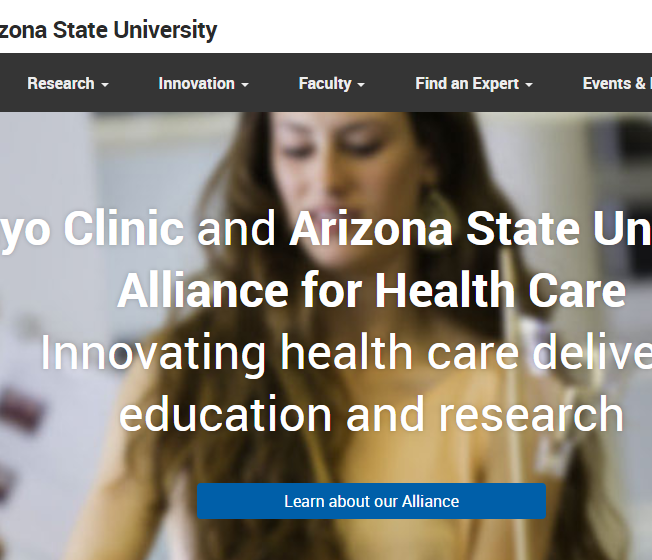 zona State University
Research Innovation Faculty Find an Expert Events &
yo Clinic and Arizona State Un
Alliance for Health Care
Innovating health care delive
education and research
Learn about our Alliance